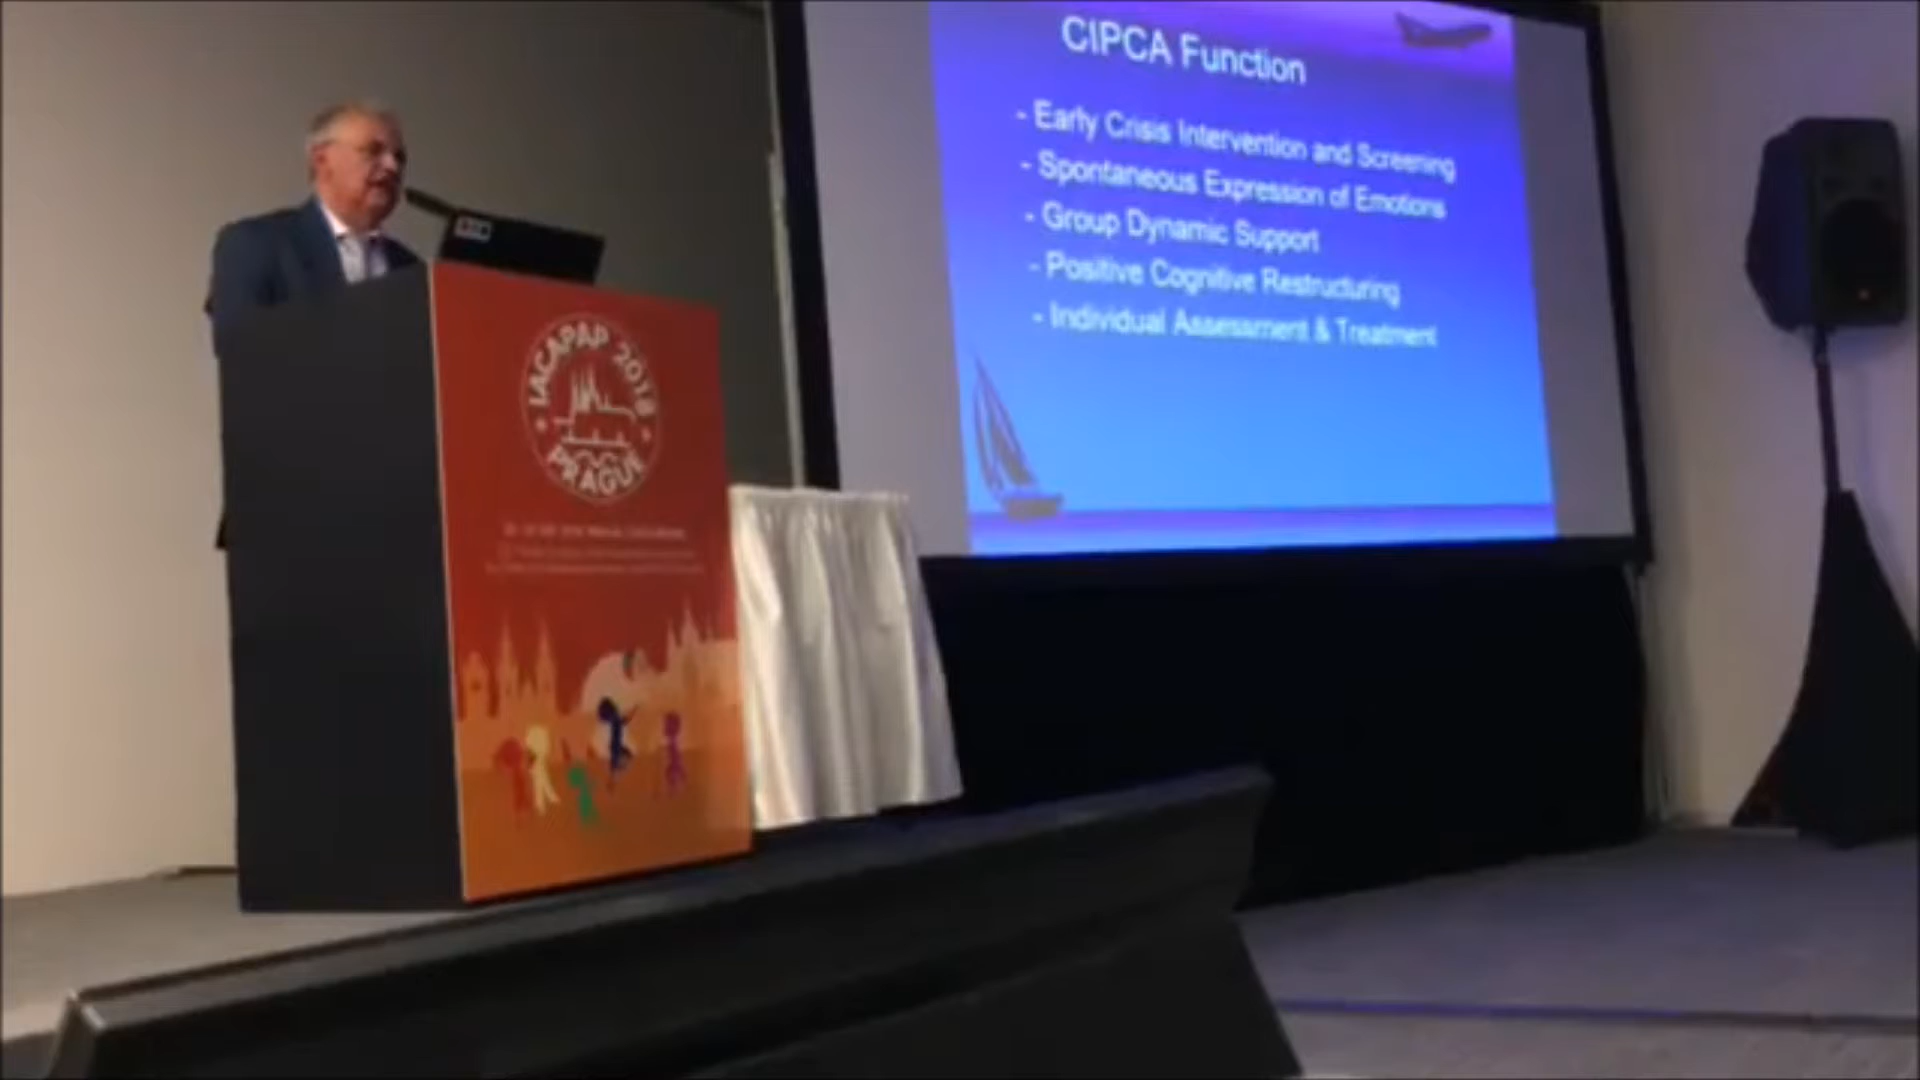 CIPCA Function
- Early Crisis Intervention and Screening
- Spontaneous Expression of Emotions
- Group Dynamic Support
- Positive Cognitive Restructuring
- Individual Assessment & Treatment
IACAPAP 2018
PRAGUE